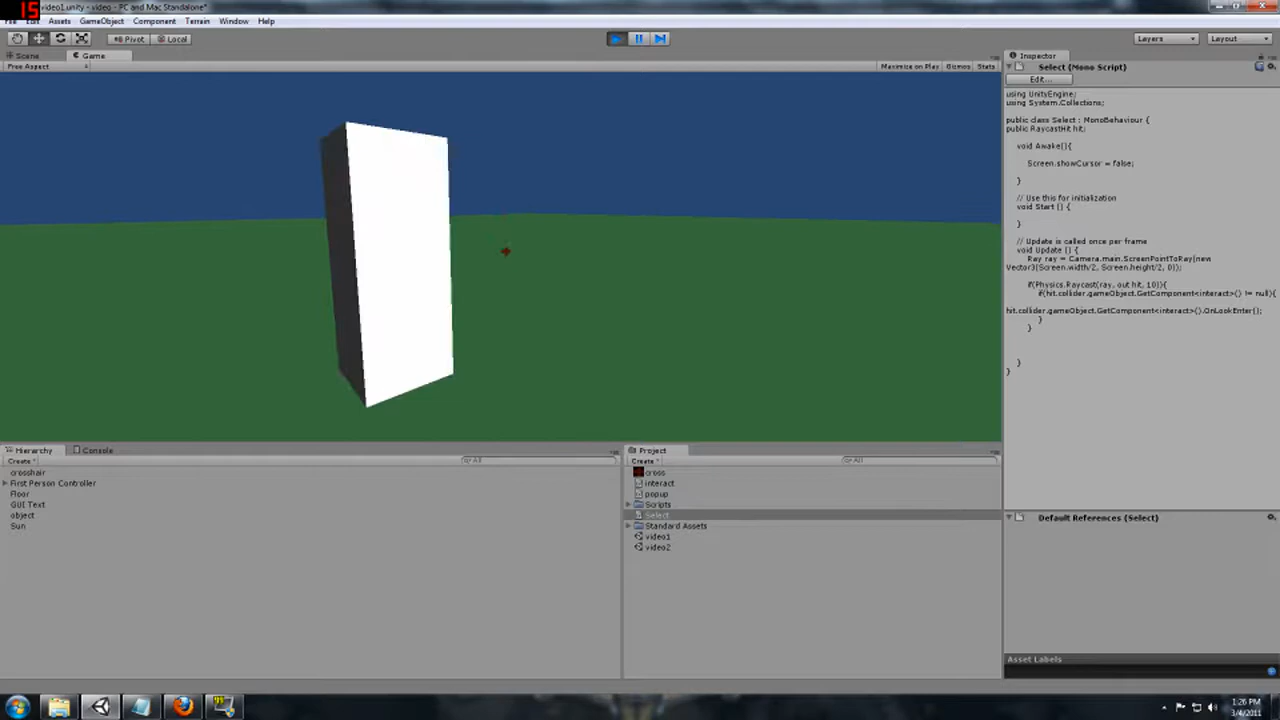 15
video1.unity - video - PC and Mac Standalone*
Edit Assets GameObject Component Terrain Window Help
Pivot Local Layers Layout
Scene Game Inspector
Free Aspect Maximize on Play Gizmos Stats
Select (Mono Script)
Edit...
using UnityEngine;
using System.Collections;
public class Select : MonoBehaviour {
public RaycastHit hit;
void Awake(){
Screen.showCursor = false;
}
// Use this for initialization
void Start () {
}
// Update is called once per frame
void Update () {
Ray ray = Camera.main.ScreenPointToRay(new
Vector3(Screen.width/2, Screen.height/2, 0));
if(Physics.Raycast(ray, out hit, 10)){
if(hit.collider.gameObject.GetComponent<interact>() != null){
hit.collider.gameObject.GetComponent<interact>().OnLookEnter();
}
}
}
}
Hierarchy Console
Create All
crosshair
First Person Controller
Floor
GUI Text
object
Sun
Project
Create All
cross
interact
popup
Scripts
Select
Standard Assets
video1
video2
Default References (Select)
Asset Labels
1:26 PM
3/4/2011